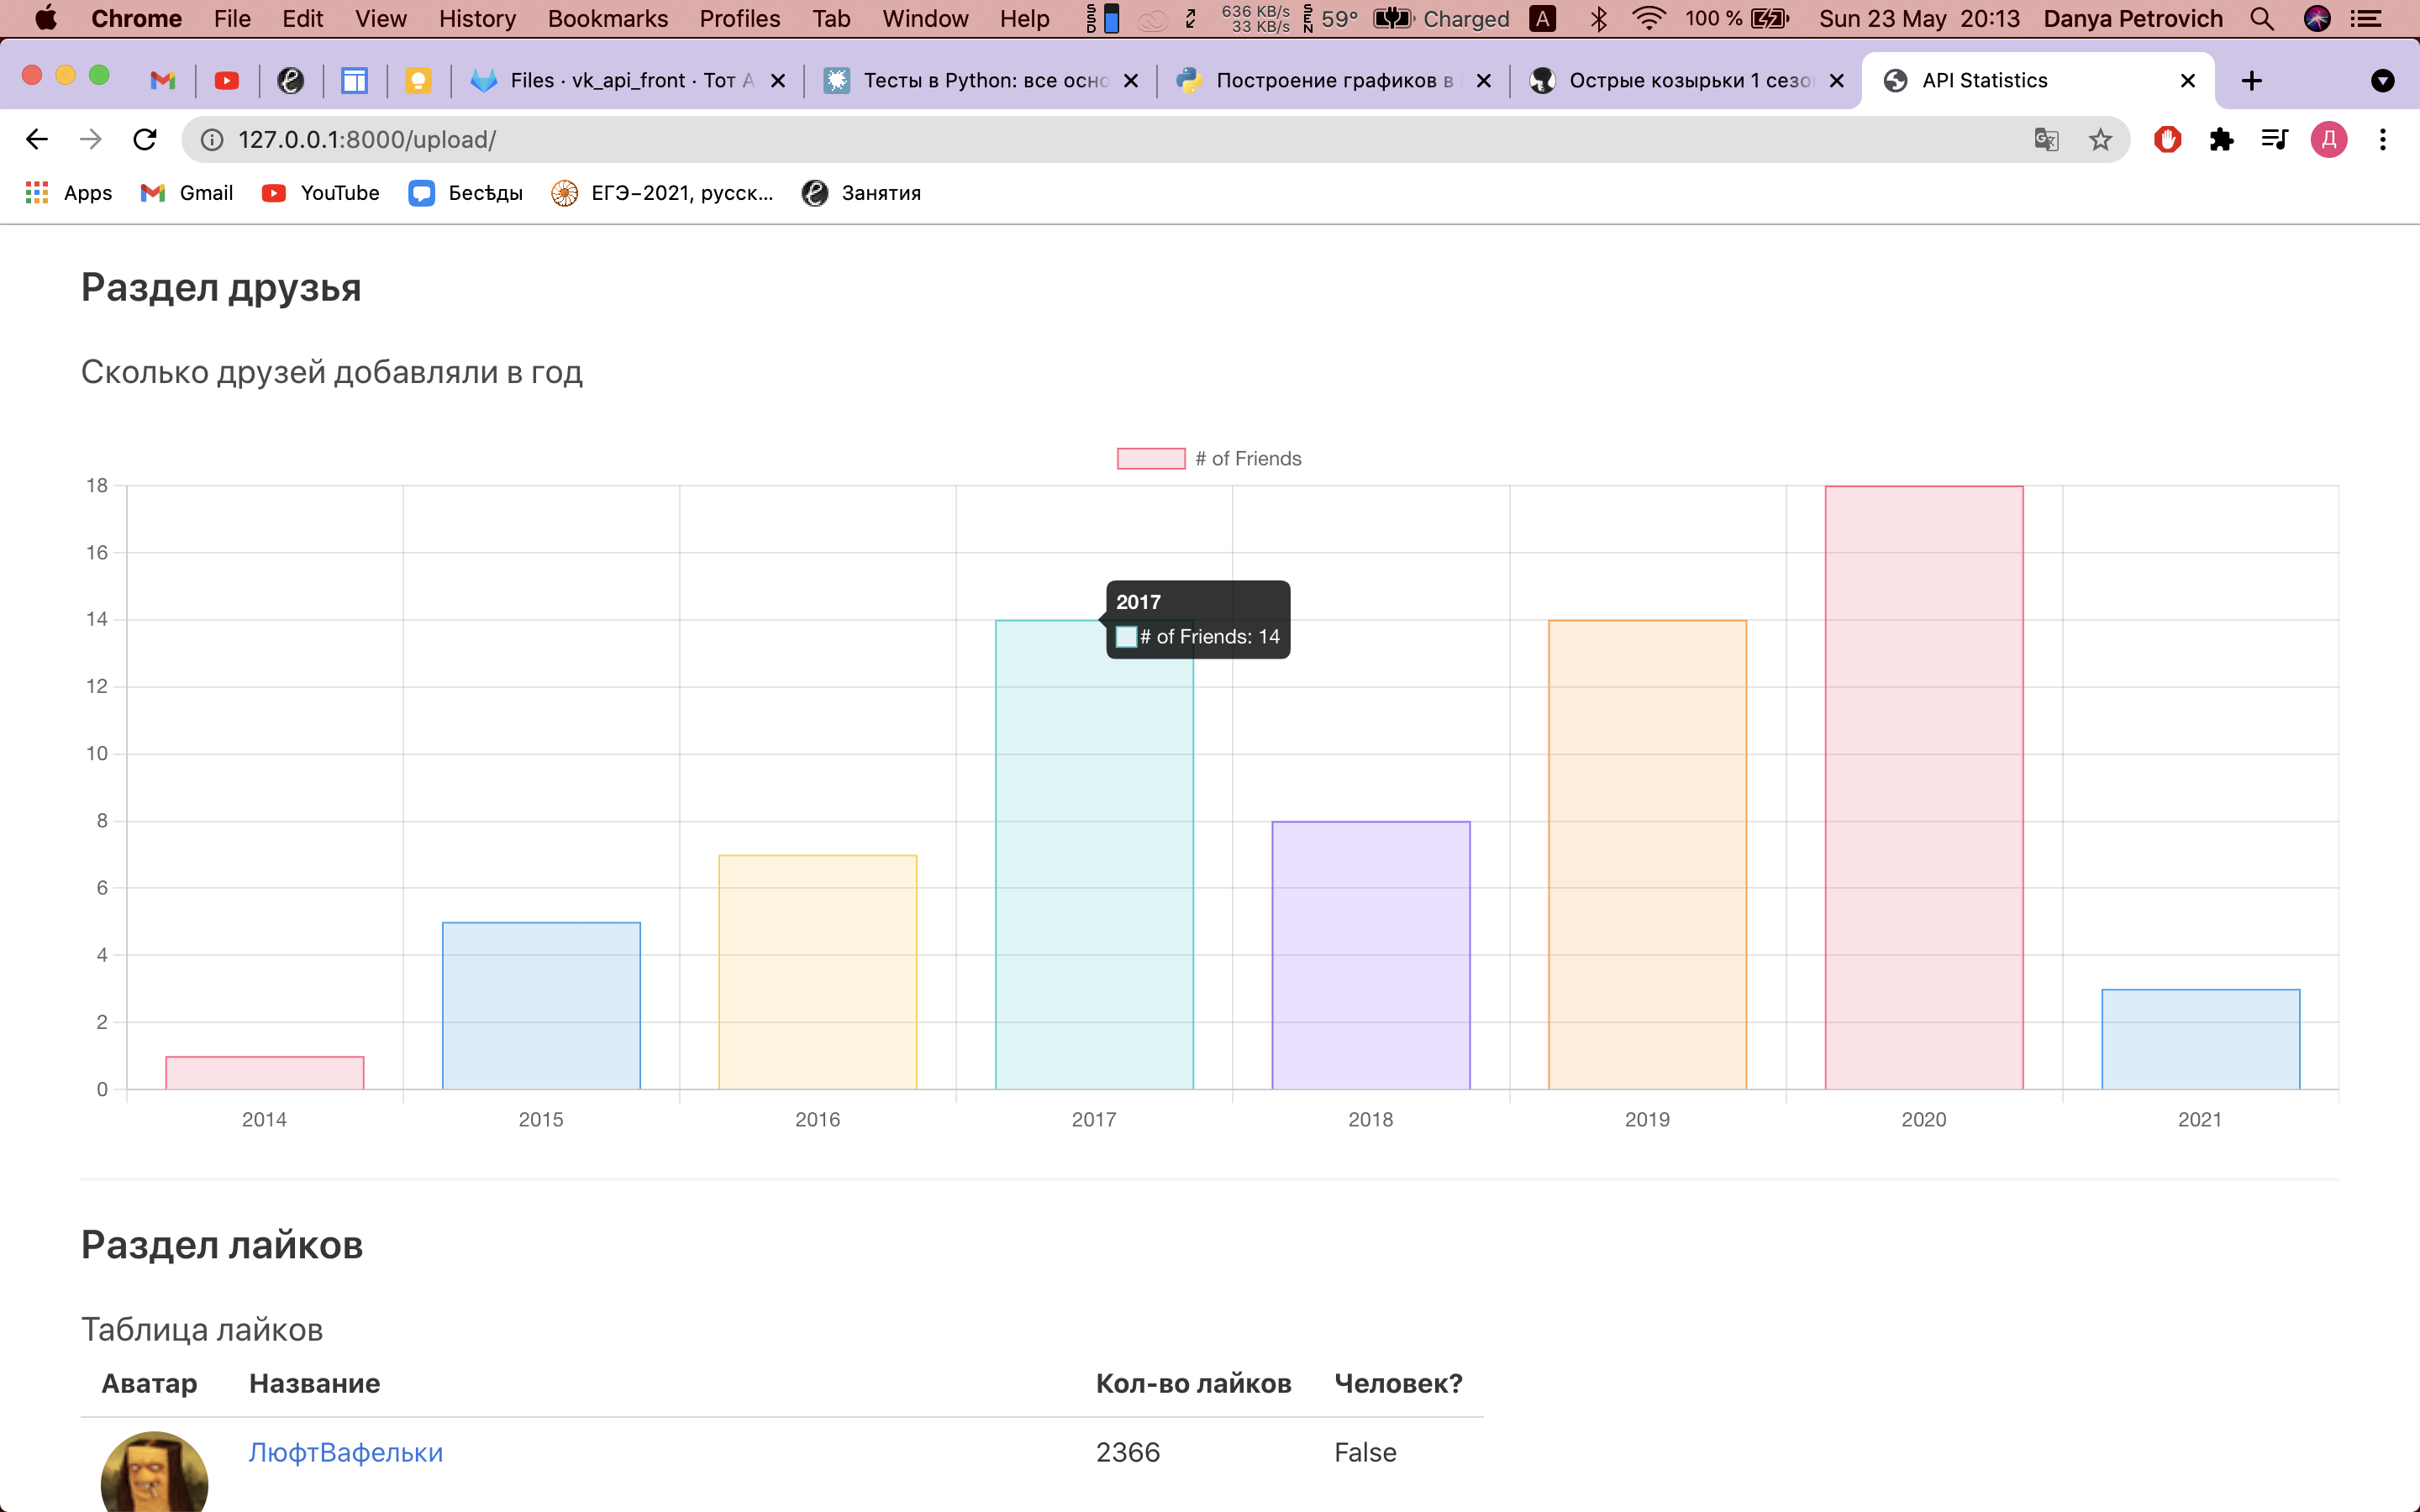 Chrome File Edit View History Bookmarks Profiles Tab Window Help SSD 636 KB/s 33 KB/s SEN 59° Charged A 100 % Sun 23 May 20:13 Danya Petrovich
Files · vk_api_front · Тот А Тесты в Python: все осно Построение графиков в Острые козырьки 1 сезо API Statistics
127.0.0.1:8000/upload/ Д
Apps Gmail YouTube Бесѣды ЕГЭ–2021, русск... Занятия
Раздел друзья
Сколько друзей добавляли в год
# of Friends
18
16
14
12
10
8
6
4
2
0
2017
# of Friends: 14
2014 2015 2016 2017 2018 2019 2020 2021
Раздел лайков
Таблица лайков
Аватар Название Кол-во лайков Человек?
ЛюфтВафельки 2366 False